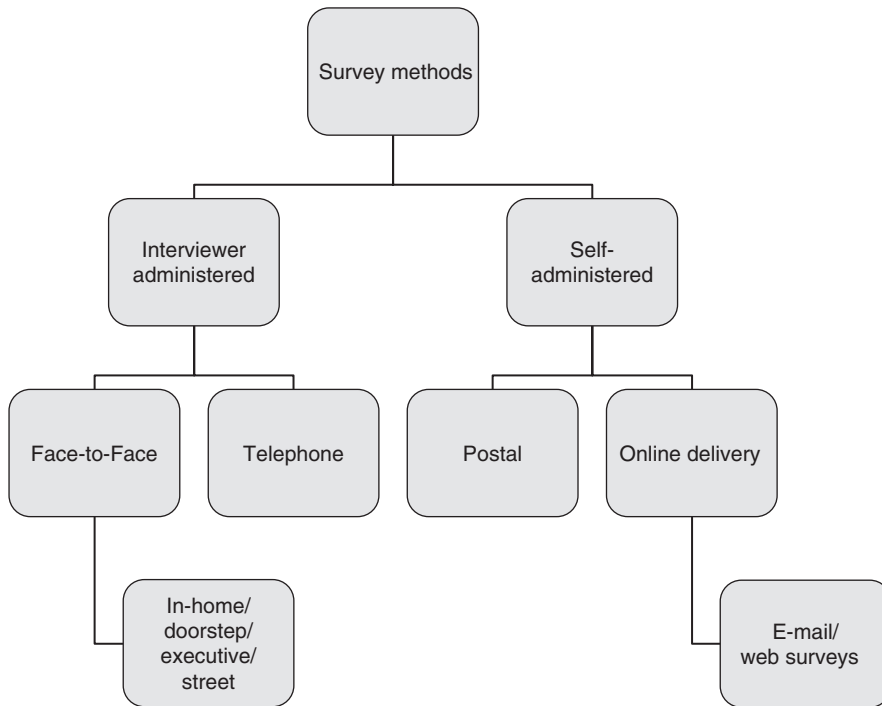 Survey methods
Interviewer
administered
Self-
administered
Face-to-Face
Telephone
Postal
Online delivery
In-home/
doorstep/
executive/
street
E-mail/
web surveys